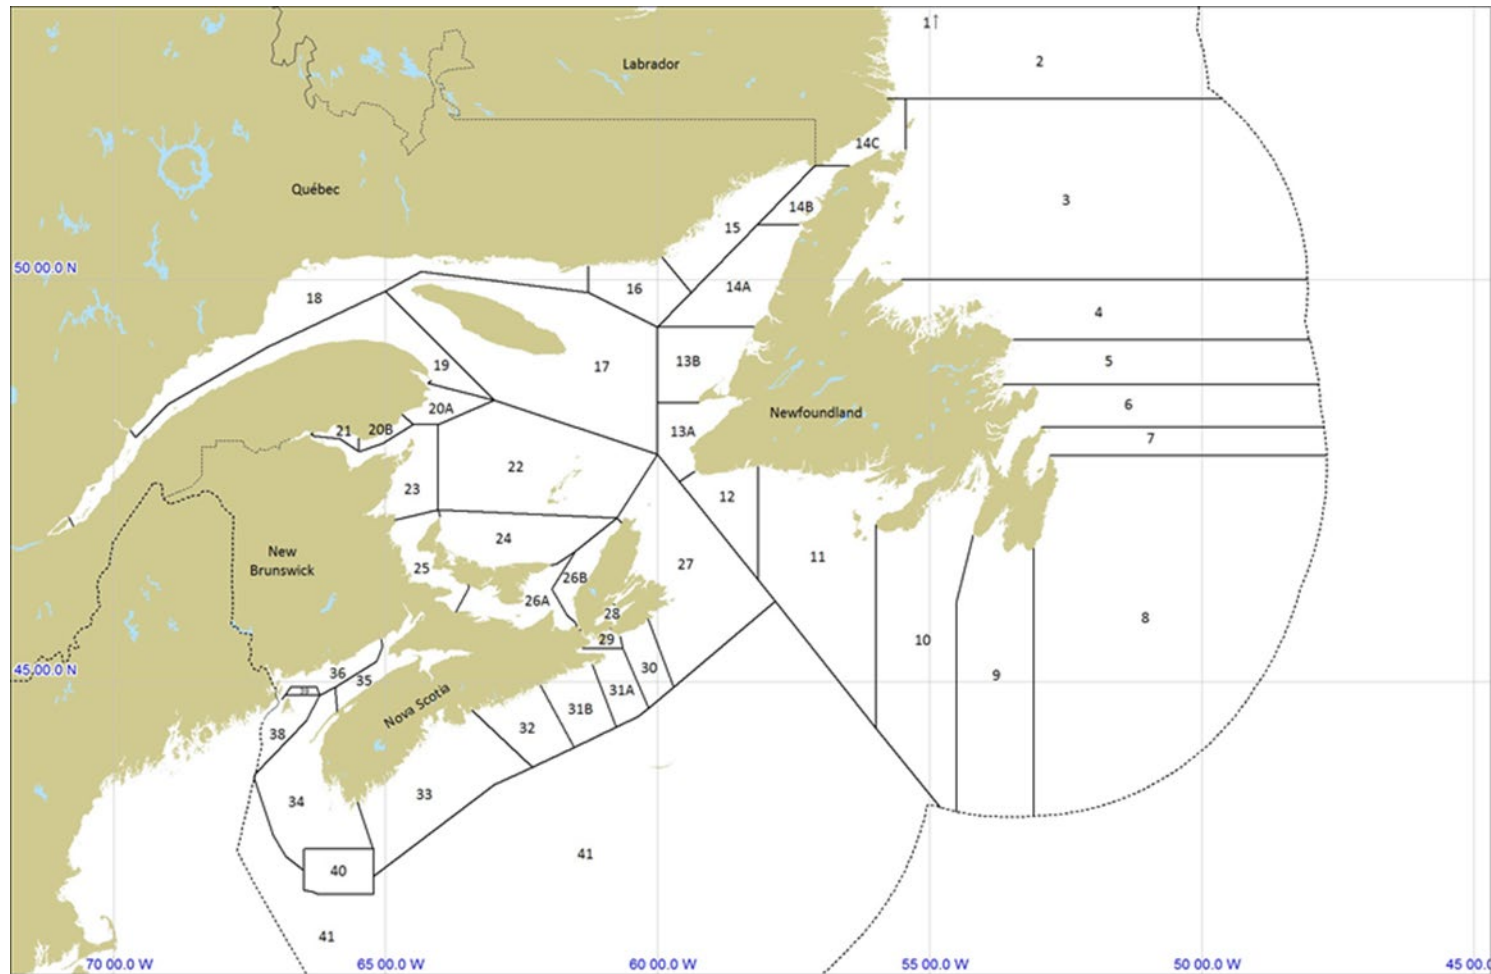 1↑
Labrador
2
14C
Québec
3
14B
15
50 00.0 N
16
14A
18
4
17
13B
5
19
20A
6
Newfoundland
21
20B
13A
7
22
23
12
24
New
Brunswick
11
27
25
26B
26A
28
8
29
10
45 00.0 N
36
30
9
35
31A
Nova Scotia
31B
32
38
33
34
41
40
41
70 00.0 W
65 00.0 W
60 00.0 W
55 00.0 W
50 00.0 W
45 00.